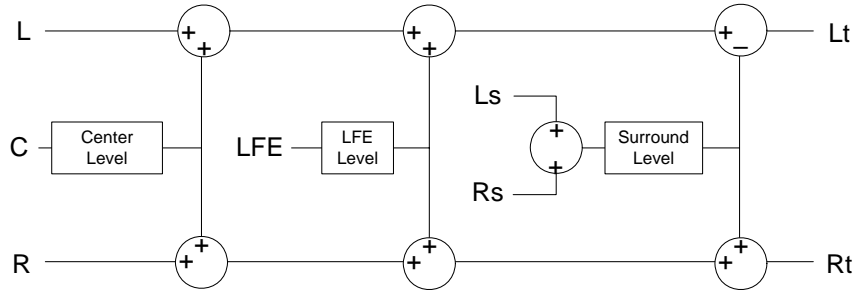 L
+
+
+
+
+
−
Lt
Ls
C
Center
Level
LFE
LFE
Level
+
+
Surround
Level
Rs
R
+
+
+
+
+
+
Rt